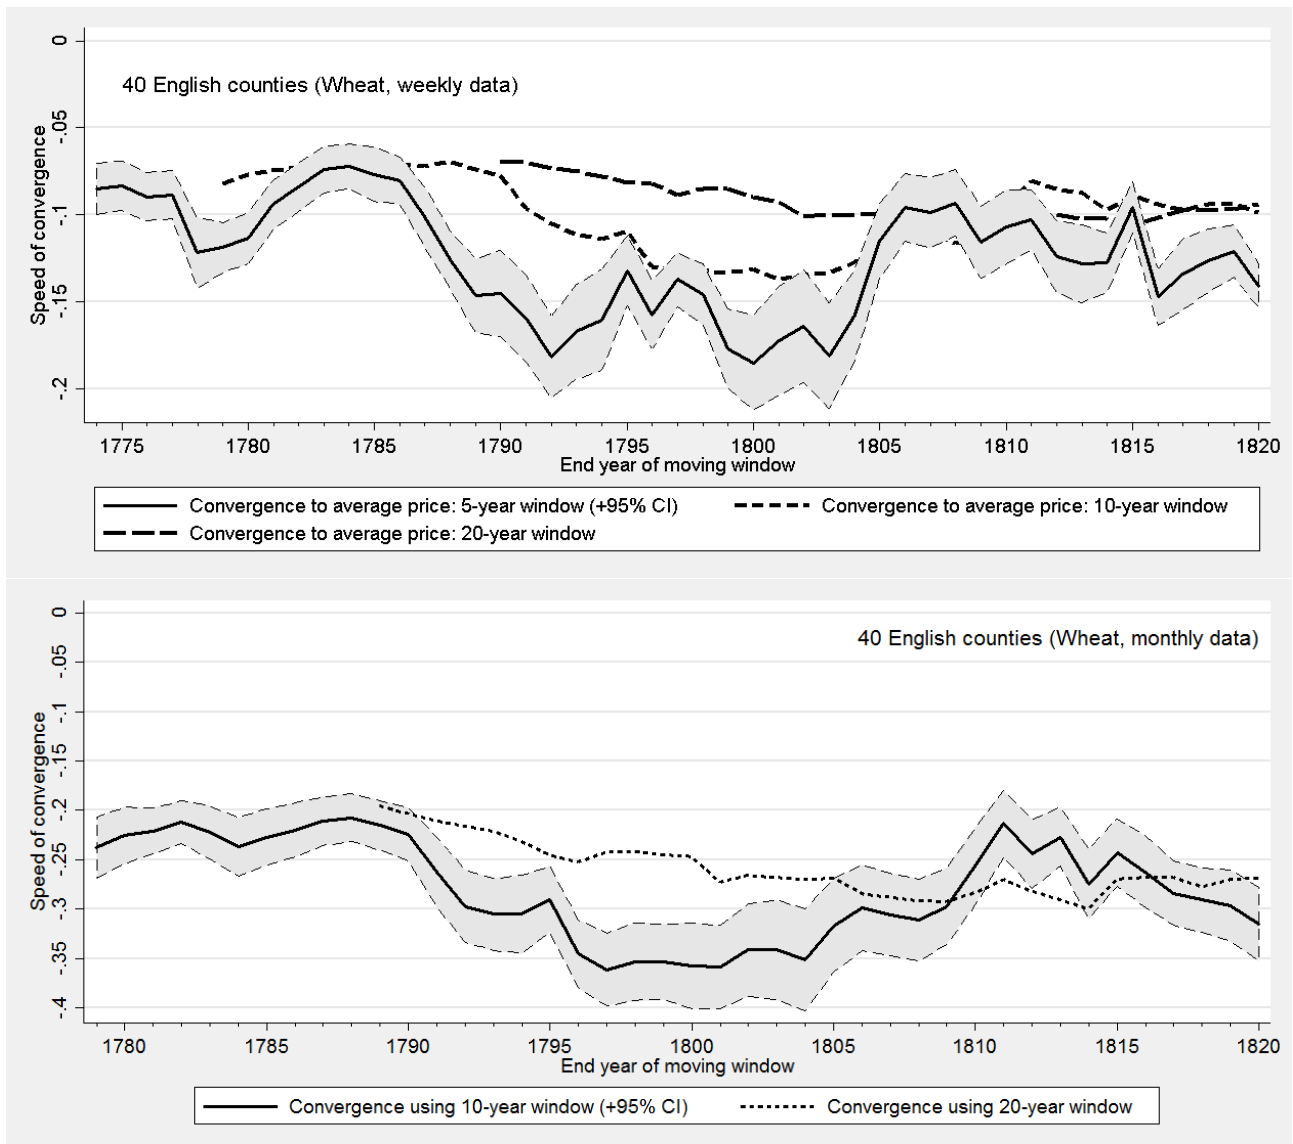 40 English counties (Wheat, weekly data)
Speed of convergence
0
-.05
-.1
-.15
-.2
1775 1780 1785 1790 1795 1800 1805 1810 1815 1820
End year of moving window
Convergence to average price: 5-year window (+95% CI) Convergence to average price: 10-year window
Convergence to average price: 20-year window
40 English counties (Wheat, monthly data)
Speed of convergence
0
-.05
-.1
-.15
-.2
-.25
-.3
-.35
-.4
1780 1785 1790 1795 1800 1805 1810 1815 1820
End year of moving window
Convergence using 10-year window (+95% CI) Convergence using 20-year window